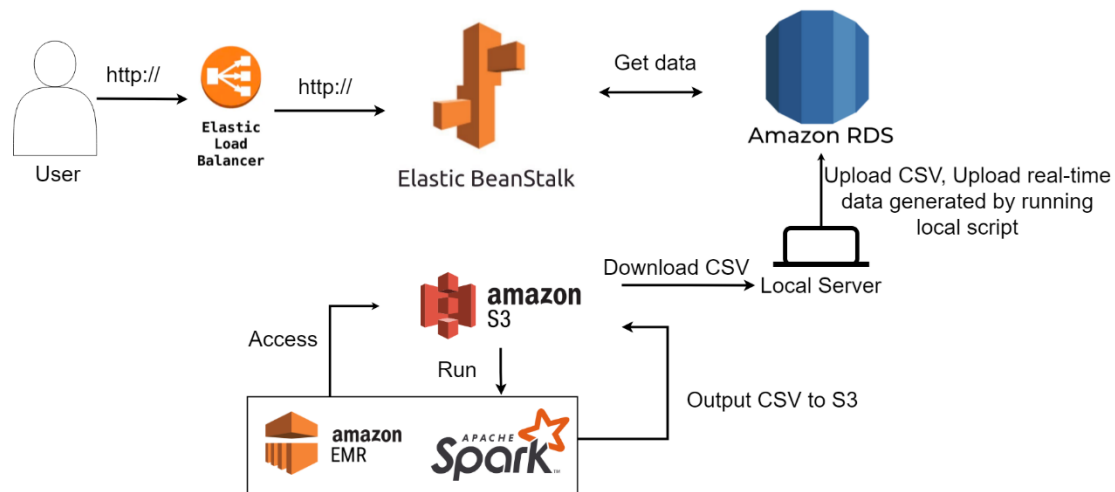 http://
http://
Get data
Elastic
Load
Balancer
User
Elastic BeanStalk
Amazon RDS
Upload CSV, Upload real-time
data generated by running
local script
Download CSV
Local Server
amazon
S3
Access
Run
Output CSV to S3
amazon
EMR
APACHE
Spark